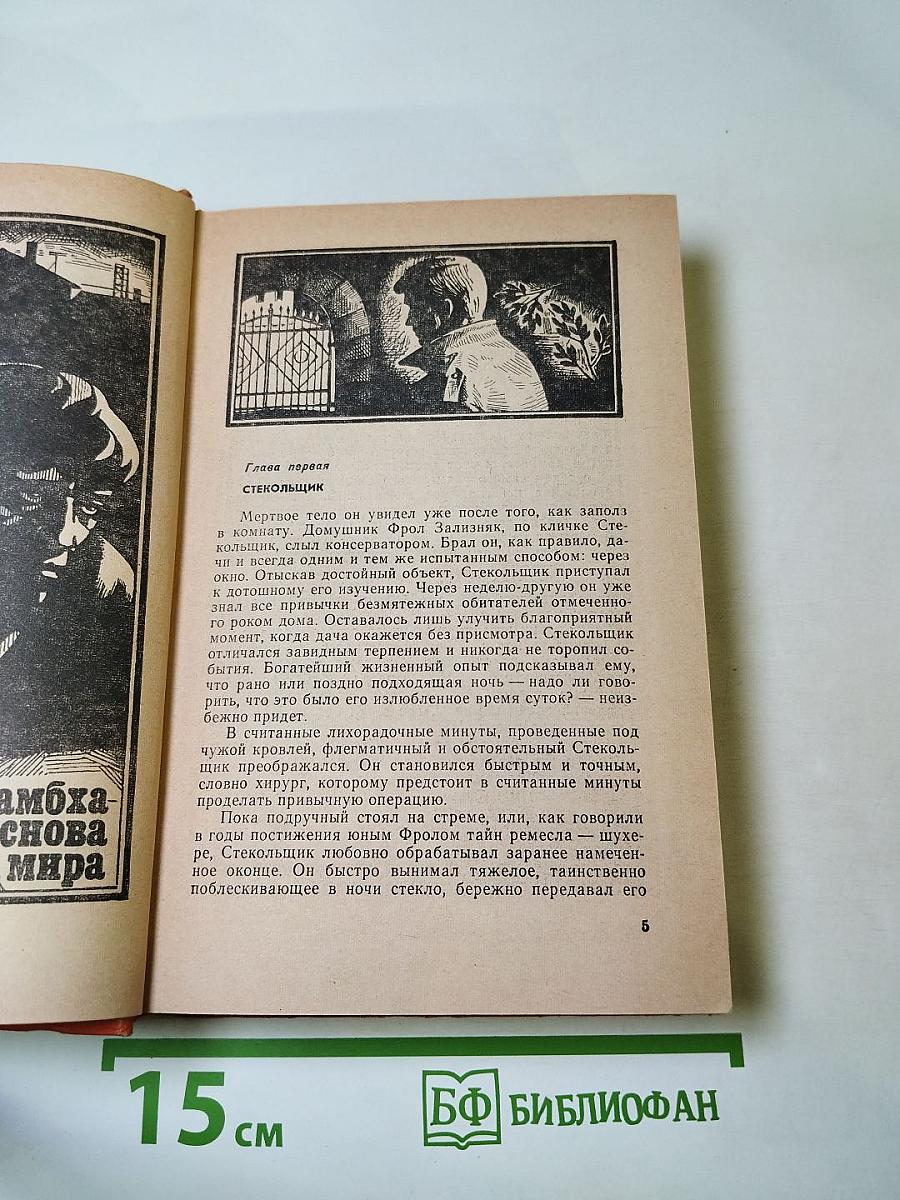 амбха-
снова
мира
Глава первая
СТЕКОЛЬЩИК
Мертвое тело он увидел уже после того, как заполз
в комнату. Домушник Фрол Зализняк, по кличке Сте-
кольщик, слыл консерватором. Брал он, как правило, да-
чи и всегда одним и тем же испытанным способом: через
окно. Отыскав достойный объект, Стекольщик приступал
к дотошному его изучению. Через неделю-другую он уже
знал все привычки безмятежных обитателей отмеченно-
го роком дома. Оставалось лишь улучить благоприятный
момент, когда дача окажется без присмотра. Стекольщик
отличался завидным терпением и никогда не торопил со-
бытия. Богатейший жизненный опыт подсказывал ему,
что рано или поздно подходящая ночь — надо ли гово-
рить, что это было его излюбленное время суток? — неиз-
бежно придет.
В считанные лихорадочные минуты, проведенные под
чужой кровлей, флегматичный и обстоятельный Стеколь-
щик преображался. Он становился быстрым и точным,
словно хирург, которому предстоит в считанные минуты
проделать привычную операцию.
Пока подручный стоял на стреме, или, как говорили
в годы постижения юным Фролом тайн ремесла — шухе-
ре, Стекольщик любовно обрабатывал заранее намечен-
ное оконце. Он быстро вынимал тяжелое, таинственно
поблескивающее в ночи стекло, бережно передавал его
5
15 см
БФ БИБЛИОФАН